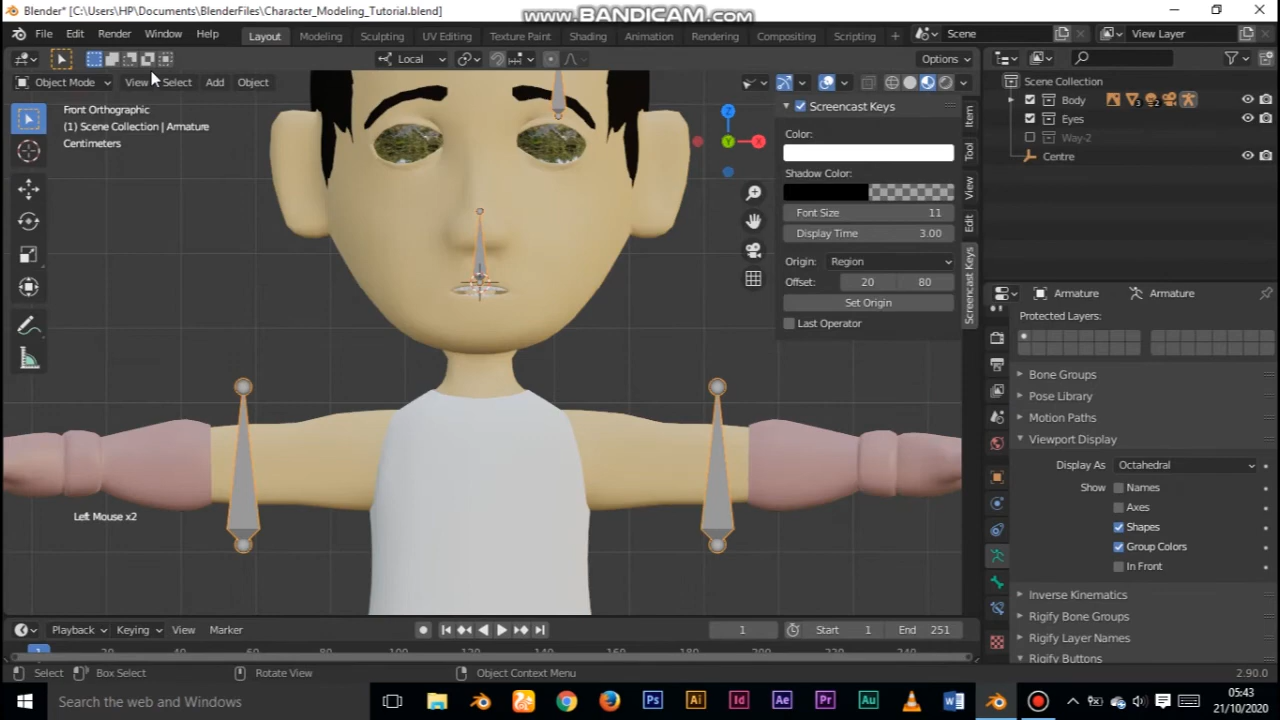 Blender* [C:\Users\HP\Documents\BlenderFiles\Character_Modeling_Tutorial.blend]
www.BANDICAM.com
File Edit Render Window Help Layout Modeling Sculpting UV Editing Texture Paint Shading Animation Rendering Compositing Scripting + Scene View Layer
Local Options
Object Mode View Select Add Object
Front Orthographic
(1) Scene Collection | Armature
Centimeters
Z
Y
X
Screencast Keys
Color:
Shadow Color:
Font Size 11
Display Time 3.00
Origin: Region
Offset: 20 80
Set Origin
Last Operator
Item
Tool
View
Edit
Screencast Keys
Scene Collection
Body
Eyes
Way-2
Centre
Armature Armature
Protected Layers:
Bone Groups
Pose Library
Motion Paths
Viewport Display
Display As Octahedral
Show Names
Axes
Shapes
Group Colors
In Front
Inverse Kinematics
Rigify Bone Groups
Rigify Layer Names
Rigify Buttons
Left Mouse x2
Playback Keying View Marker 1 Start 1 End 251
Select Box Select Rotate View Object Context Menu 2.90.0
Search the web and Windows
Ps Ai Id Ae Pr Au
05:43
21/10/2020